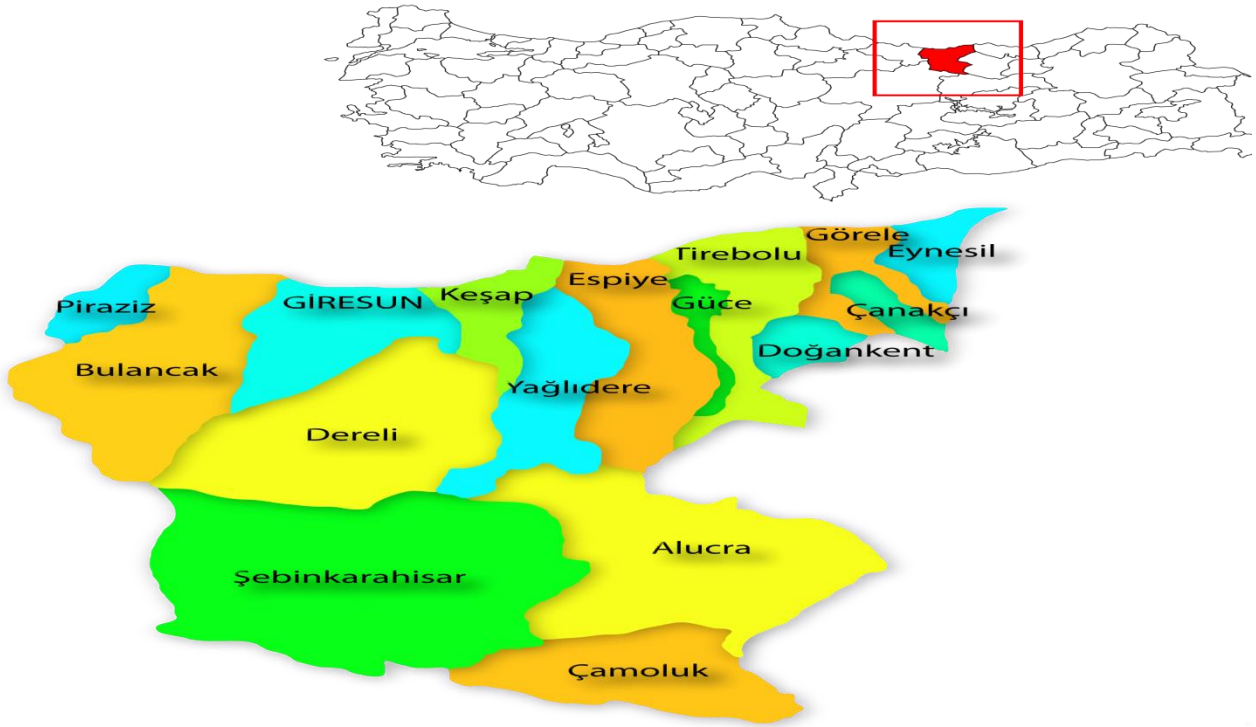 Görele
Tirebolu
Eynesil
Espiye
Keşap
GİRESUN
Güce
Piraziz
Çanakçı
Doğankent
Bulancak
Yağlıdere
Dereli
Alucra
Şebinkarahisar
Çamoluk